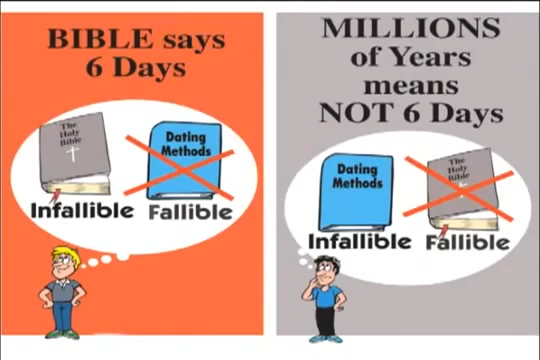 BIBLE says
6 Days
The
Holy
Bible
Dating
Methods
Infallible Fallible
MILLIONS
of Years
means
NOT 6 Days
Dating
Methods
The
Holy
Bible
Infallible Fallible